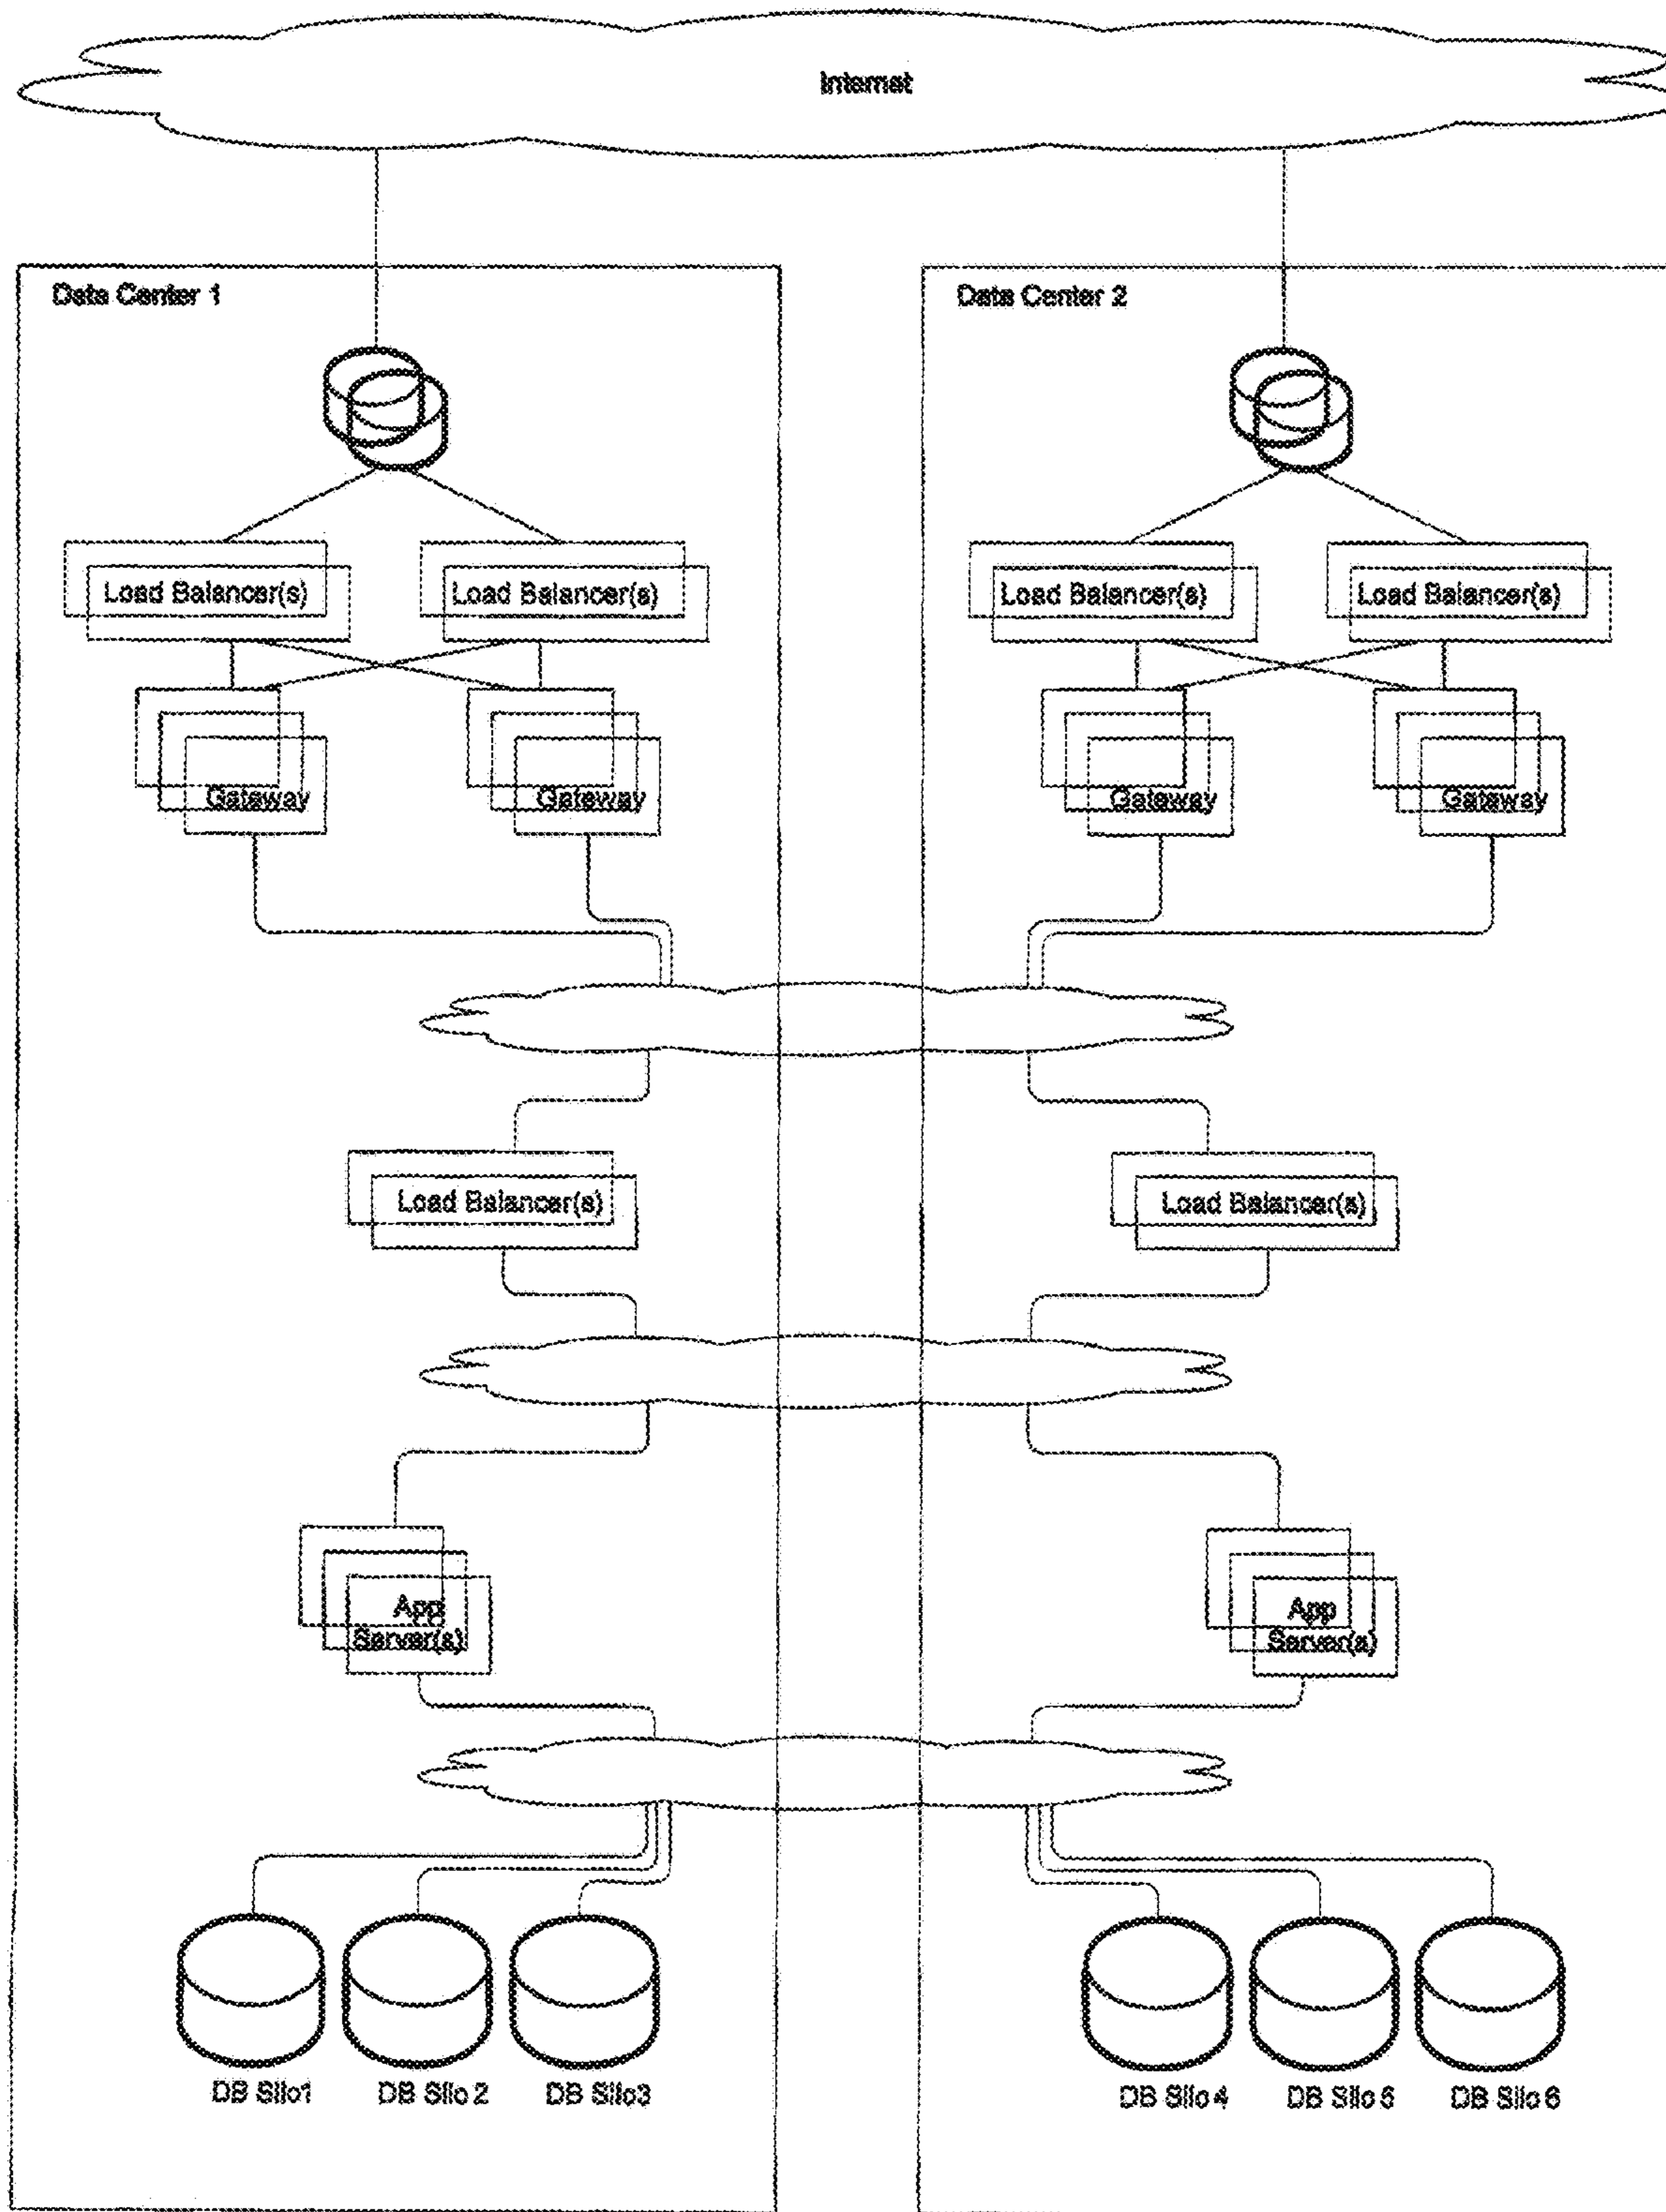 Internet
Data Center 1
Data Center 2
Load Balancer(s)
Load Balancer(s)
Load Balancer(s)
Load Balancer(s)
Gateway
Gateway
Gateway
Gateway
Load Balancer(s)
Load Balancer(s)
App
Server(s)
App
Server(s)
DB Silo1
DB Silo 2
DB Silo3
DB Silo 4
DB Silo 5
DB Silo 6